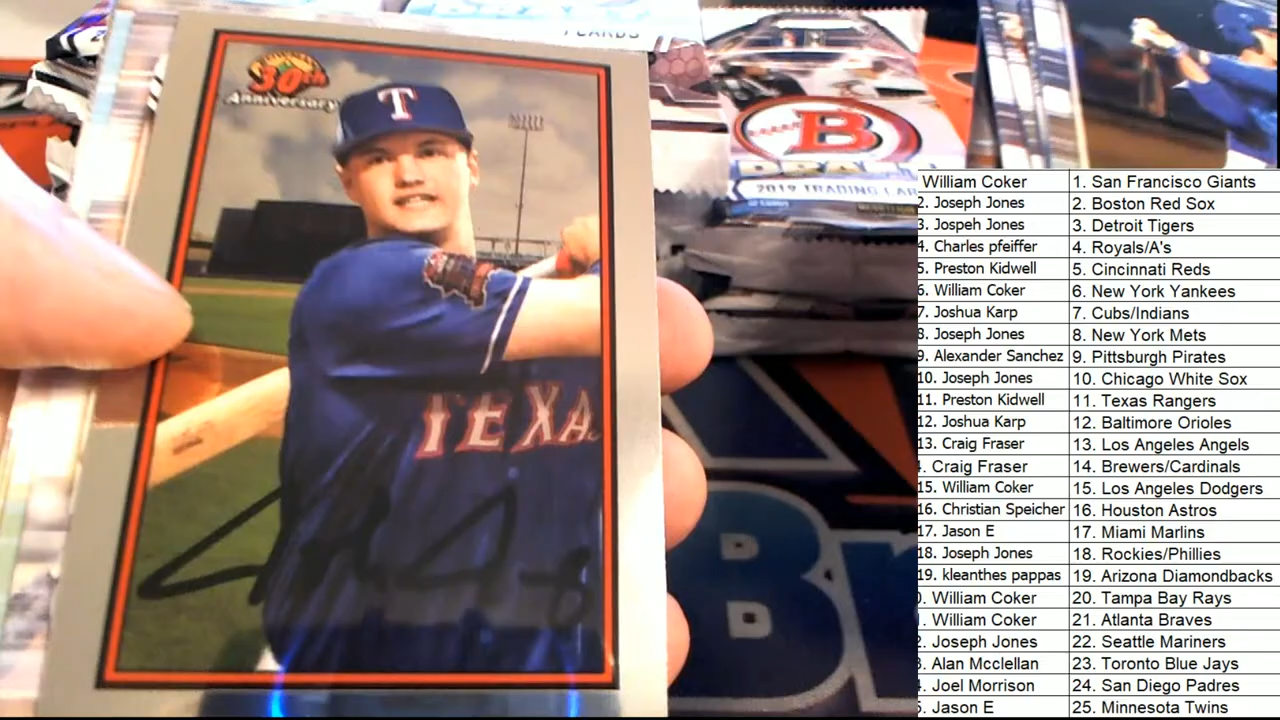 7 CARDS
30th
Anniversary
T
TEXAS
B
DRAFT
2019 TRADING CAR
William Coker 1. San Francisco Giants
2. Joseph Jones 2. Boston Red Sox
3. Jospeh Jones 3. Detroit Tigers
4. Charles pfeiffer 4. Royals/A's
5. Preston Kidwell 5. Cincinnati Reds
6. William Coker 6. New York Yankees
7. Joshua Karp 7. Cubs/Indians
8. Joseph Jones 8. New York Mets
9. Alexander Sanchez 9. Pittsburgh Pirates
10. Joseph Jones 10. Chicago White Sox
11. Preston Kidwell 11. Texas Rangers
12. Joshua Karp 12. Baltimore Orioles
13. Craig Fraser 13. Los Angeles Angels
. Craig Fraser 14. Brewers/Cardinals
15. William Coker 15. Los Angeles Dodgers
16. Christian Speicher 16. Houston Astros
17. Jason E 17. Miami Marlins
18. Joseph Jones 18. Rockies/Phillies
19. kleanthes pappas 19. Arizona Diamondbacks
. William Coker 20. Tampa Bay Rays
. William Coker 21. Atlanta Braves
. Joseph Jones 22. Seattle Mariners
. Alan Mcclellan 23. Toronto Blue Jays
. Joel Morrison 24. San Diego Padres
. Jason E 25. Minnesota Twins